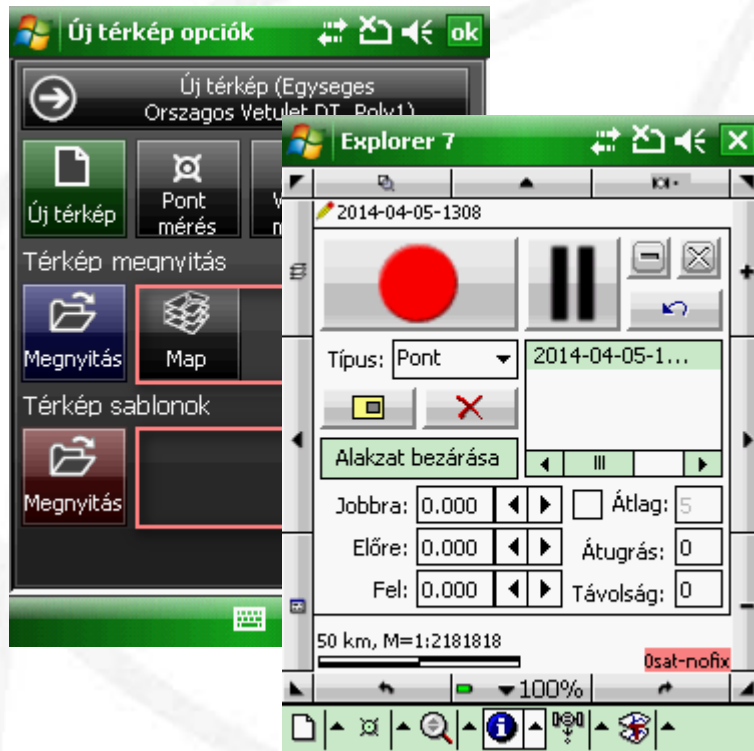 Új térkép opciók
ok
Új térkép (Egyseges
Orszagos Vetulet DT, Poly1)
Új térkép
Pont
mérés
Térkép megnyitás
Megnyitás
Map
Térkép sablonok
Megnyitás
Explorer 7
2014-04-05-1308
Típus: Pont
2014-04-05-1...
Alakzat bezárása
Jobbra: 0.000
Átlag: 5
Előre: 0.000
Átugrás: 0
Fel: 0.000
Távolság: 0
50 km, M=1:2181818
0sat-nofix
100%